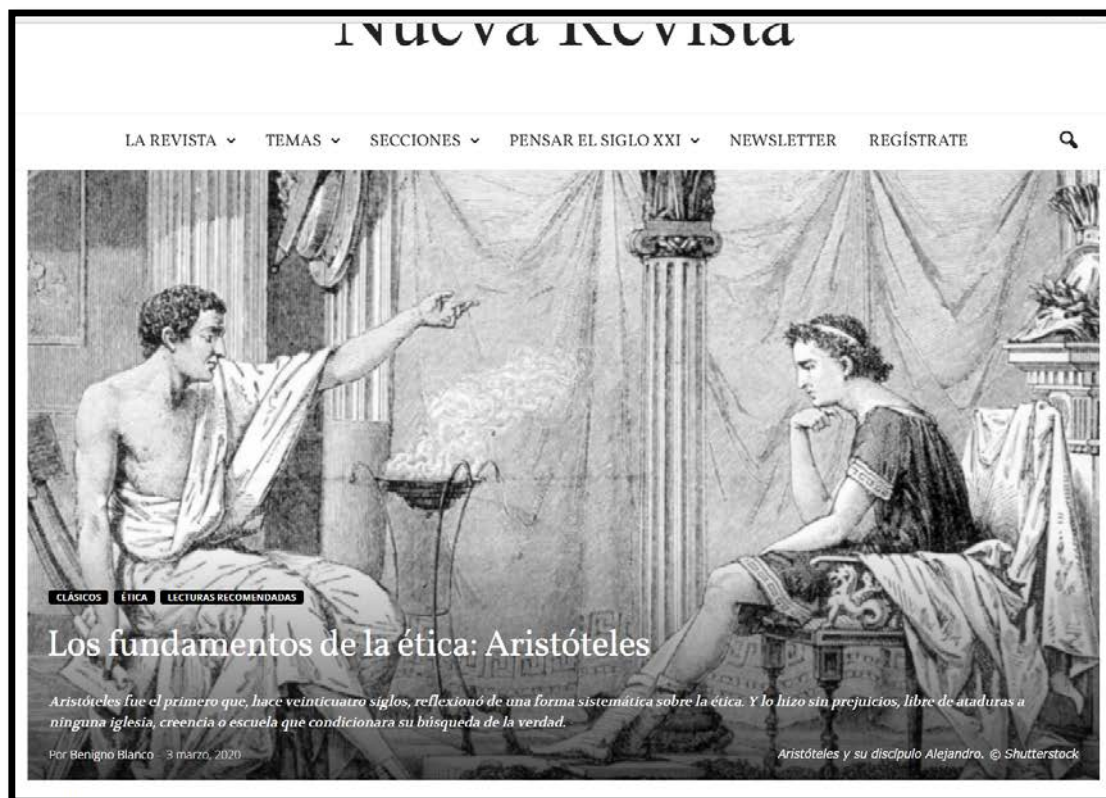 Nueva Revista
LA REVISTA TEMAS SECCIONES PENSAR EL SIGLO XXI NEWSLETTER REGÍSTRATE
CLÁSICOS ÉTICA LECTURAS RECOMENDADAS
Los fundamentos de la ética: Aristóteles
Aristóteles fue el primero que, hace veinticuatro siglos, reflexionó de una forma sistemática sobre la ética. Y lo hizo sin prejuicios, libre de ataduras a
ninguna iglesia, creencia o escuela que condicionara su búsqueda de la verdad.
Por Benigno Blanco - 3 marzo, 2020 Aristóteles y su discípulo Alejandro. © Shutterstock